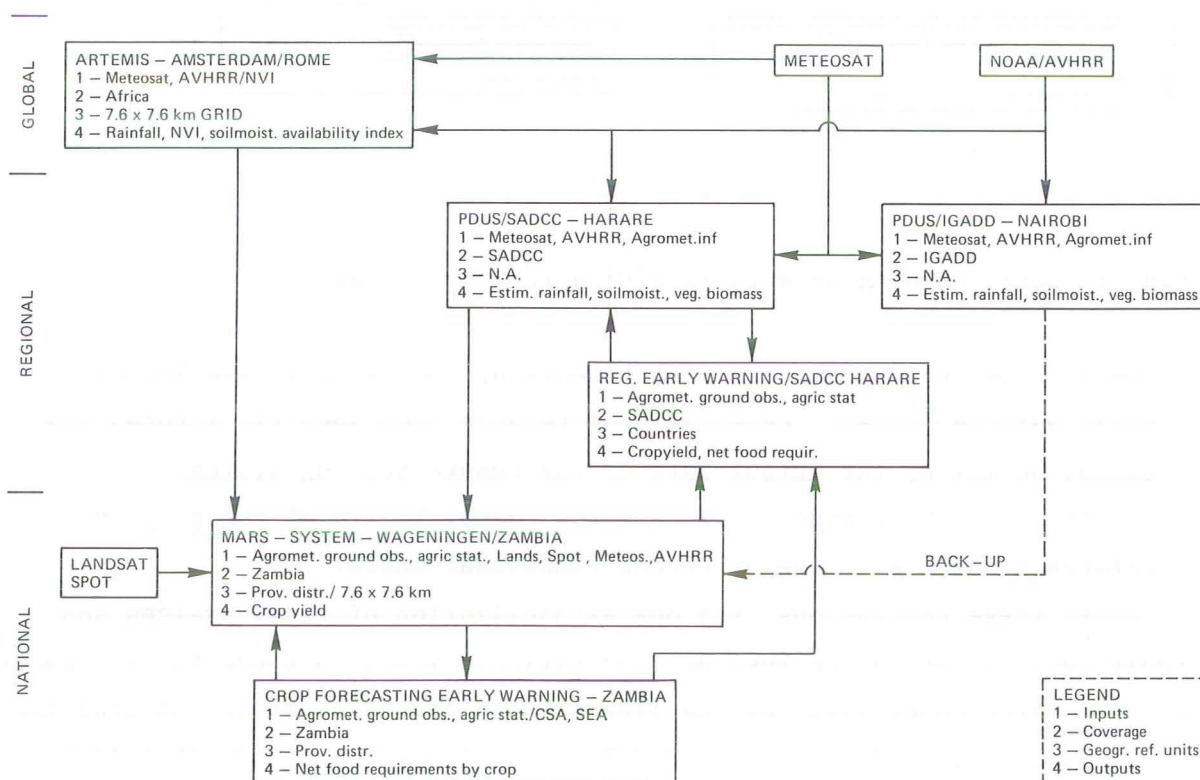 GLOBAL
ARTEMIS – AMSTERDAM/ROME
1 – Meteosat, AVHRR/NVI
2 – Africa
3 – 7.6 x 7.6 km GRID
4 – Rainfall, NVI, soilmoist. availability index
METEOSAT
NOAA/AVHRR
REGIONAL
PDUS/SADCC – HARARE
1 – Meteosat, AVHRR, Agromet.inf
2 – SADCC
3 – N.A.
4 – Estim. rainfall, soilmoist., veg. biomass
PDUS/IGADD – NAIROBI
1 – Meteosat, AVHRR, Agromet.inf
2 – IGADD
3 – N.A.
4 – Estim. rainfall, soilmoist., veg. biomass
REG. EARLY WARNING/SADCC HARARE
1 – Agromet. ground obs., agric stat
2 – SADCC
3 – Countries
4 – Cropyield, net food requir.
NATIONAL
LANDSAT
SPOT
MARS – SYSTEM – WAGENINGEN/ZAMBIA
1 – Agromet. ground obs., agric stat., Lands, Spot , Meteos., AVHRR
2 – Zambia
3 – Prov. distr./ 7.6 x 7.6 km
4 – Crop yield
BACK–UP
CROP FORECASTING EARLY WARNING – ZAMBIA
1 – Agromet. ground obs., agric stat./CSA, SEA
2 – Zambia
3 – Prov. distr.
4 – Net food requirements by crop
LEGEND
1 – Inputs
2 – Coverage
3 – Geogr. ref. units
4 – Outputs